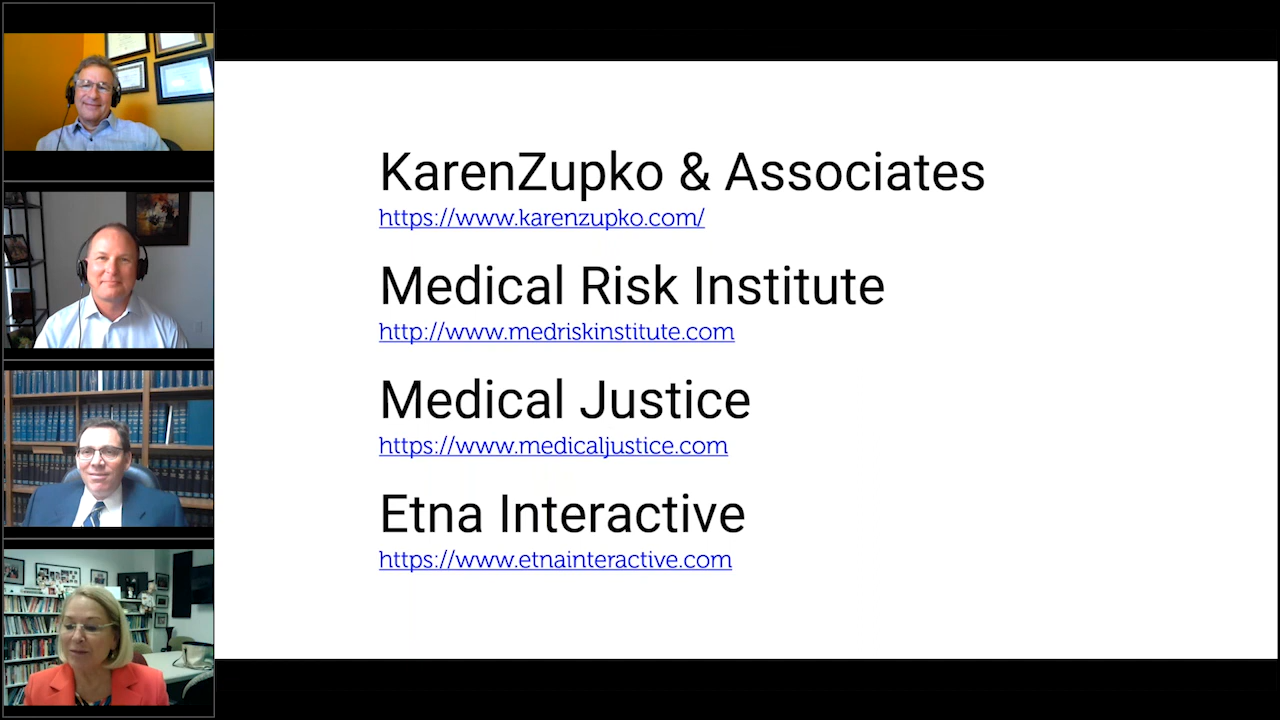 KarenZupko & Associates
https://www.karenzupko.com/
Medical Risk Institute
http://www.medriskinstitute.com
Medical Justice
https://www.medicaljustice.com
Etna Interactive
https://www.etnainteractive.com